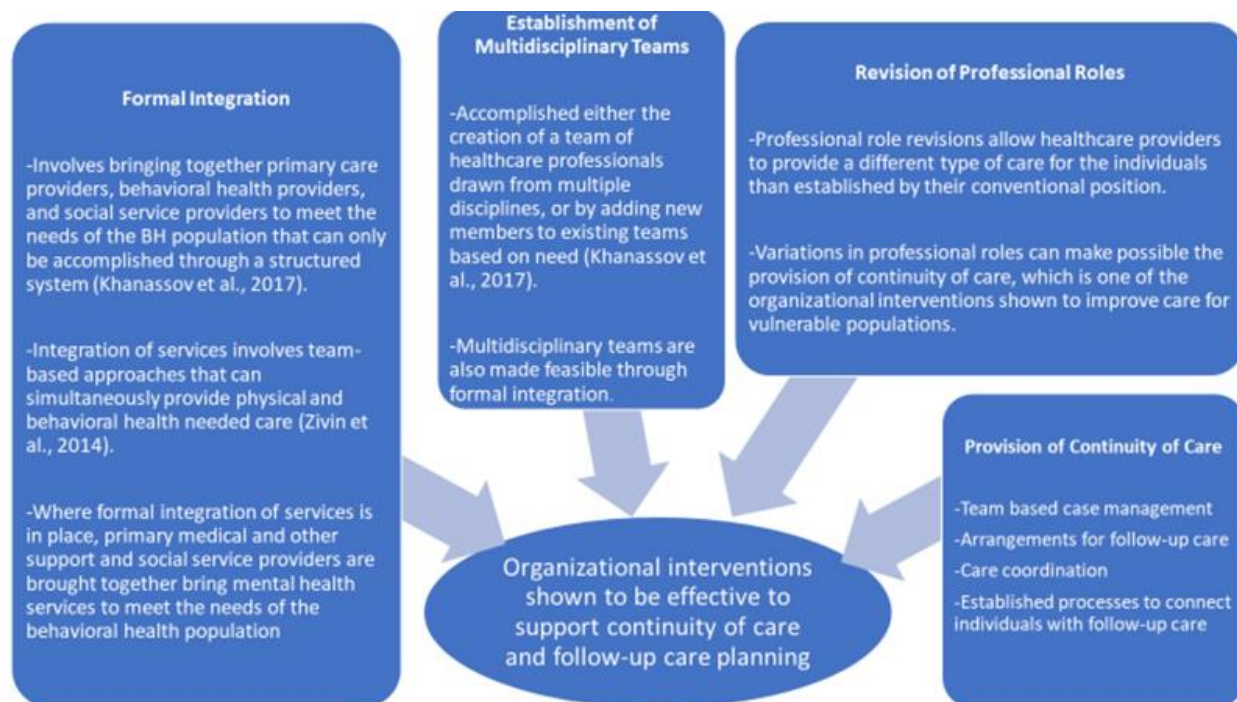 Formal Integration
-Involves bringing together primary care
providers, behavioral health providers,
and social service providers to meet the
needs of the BH population that can only
be accomplished through a structured
system (Khanassov et al., 2017).
-Integration of services involves team-
based approaches that can
simultaneously provide physical and
behavioral health needed care (Zivin et
al., 2014).
-Where formal integration of services is
in place, primary medical and other
support and social service providers are
brought together bring mental health
services to meet the needs of the
behavioral health population
Establishment of
Multidisciplinary Teams
-Accomplished either the
creation of a team of
healthcare professionals
drawn from multiple
disciplines, or by adding new
members to existing teams
based on need (Khanassov et
al., 2017).
-Multidisciplinary teams are
also made feasible through
formal integration.
Revision of Professional Roles
-Professional role revisions allow healthcare providers
to provide a different type of care for the individuals
than established by their conventional position.
-Variations in professional roles can make possible the
provision of continuity of care, which is one of the
organizational interventions shown to improve care for
vulnerable populations.
Provision of Continuity of Care
-Team based case management
-Arrangements for follow-up care
-Care coordination
-Established processes to connect
individuals with follow-up care
Organizational interventions
shown to be effective to
support continuity of care
and follow-up care planning